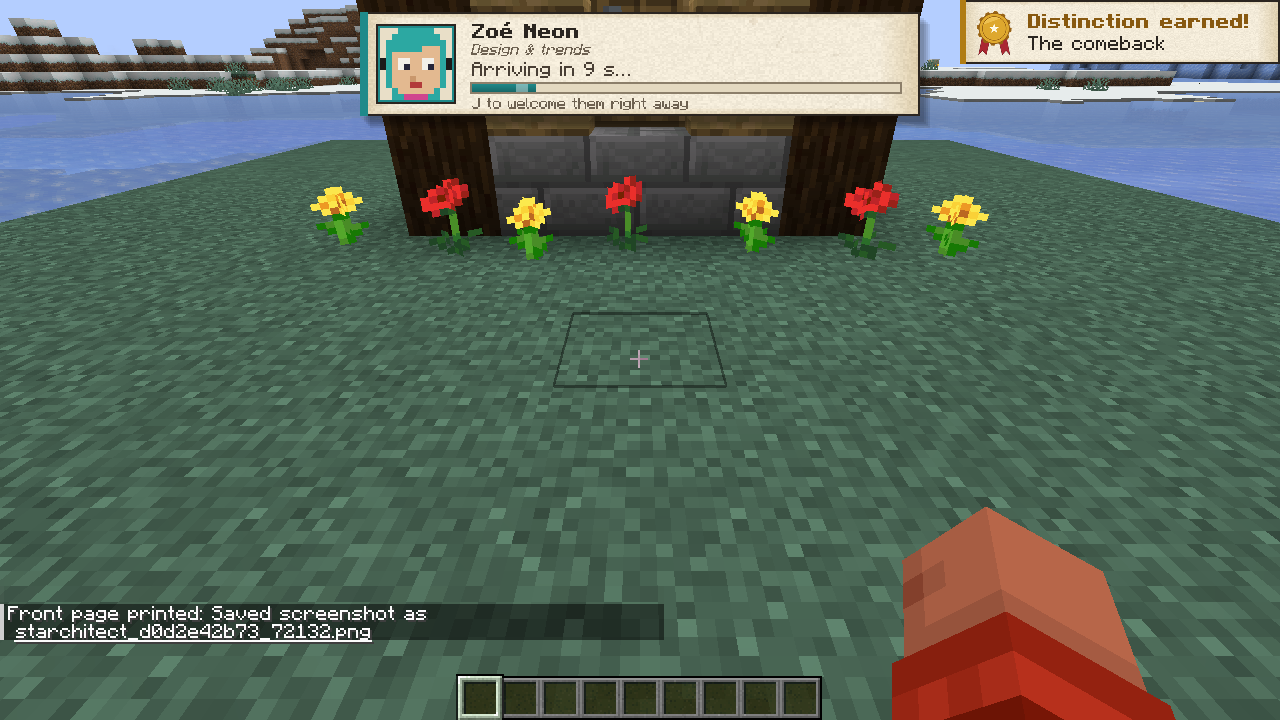 Zoé Neon
Design & trends
Arriving in 9 s...
J to welcome them right away
Distinction earned!
The comeback
Front page printed: Saved screenshot as
starchitect_d0d2e42b73_72132.png